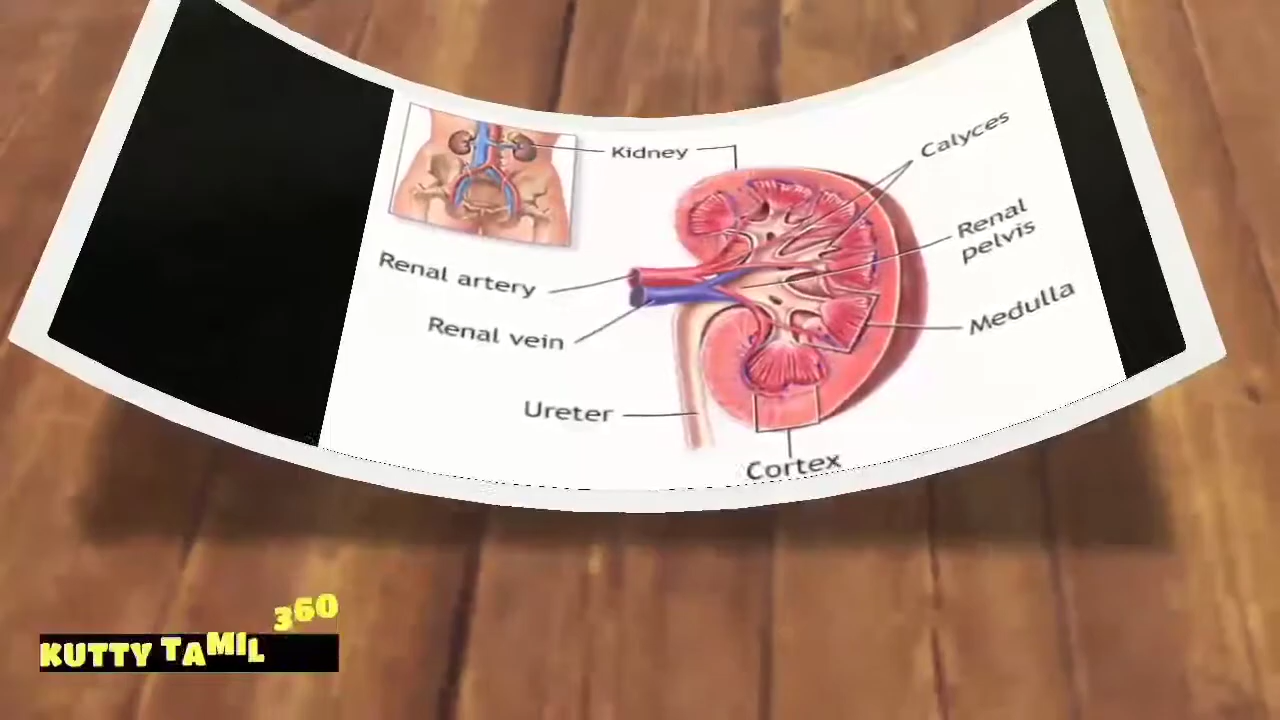 Kidney
Calyces
Renal
pelvis
Renal artery
Medulla
Renal vein
Ureter
Cortex
KUTTY TAMIL 360